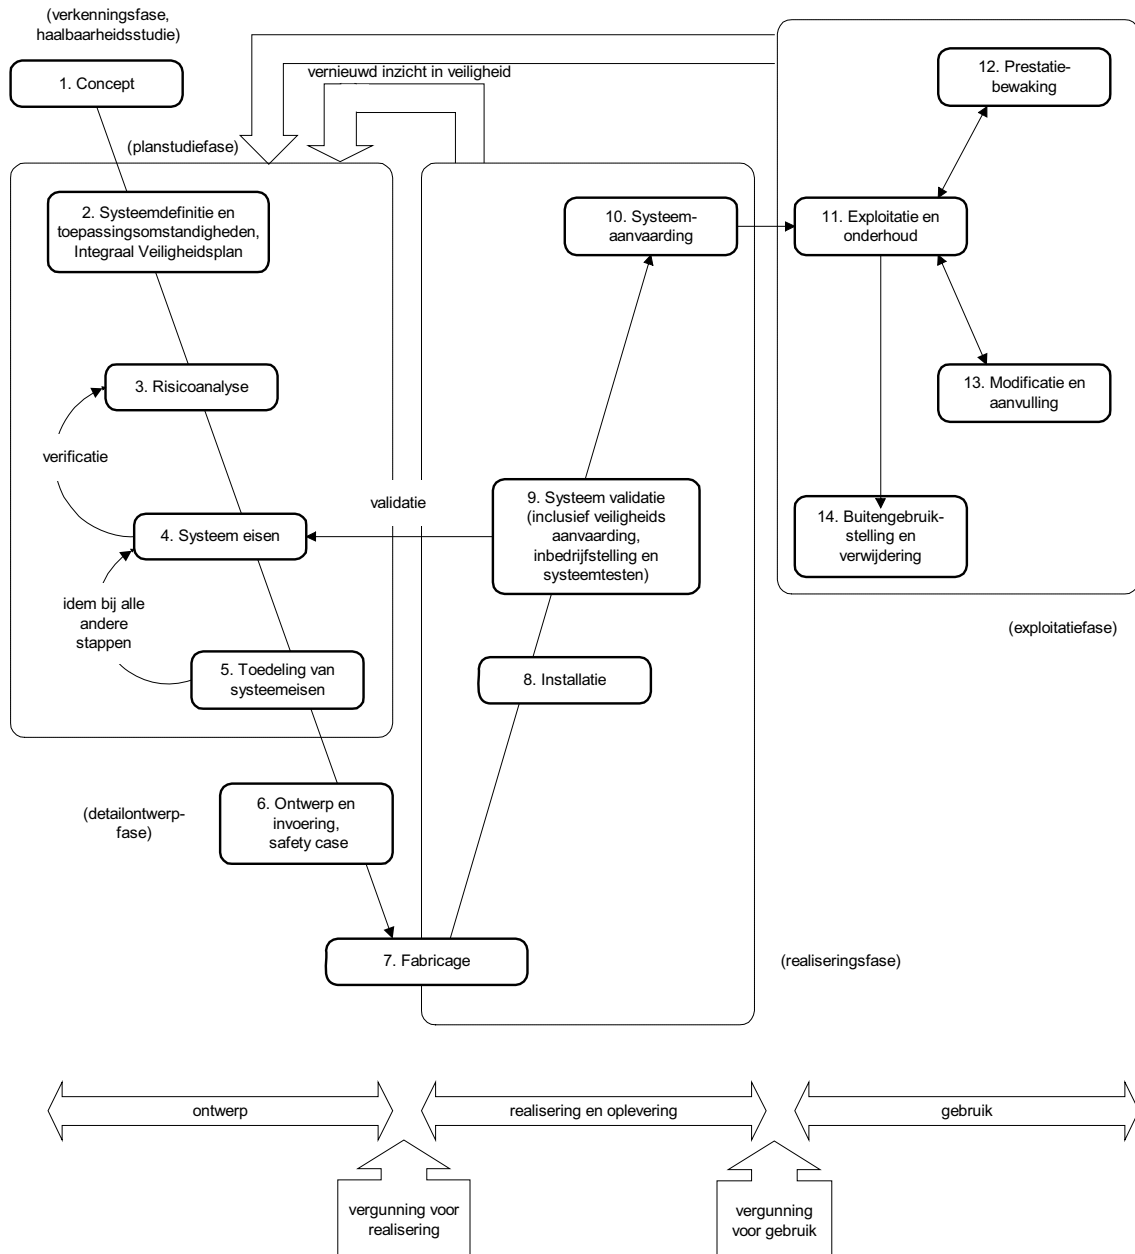 (verkenningsfase,
haalbaarheidsstudie)
1. Concept
vernieuwd inzicht in veiligheid
(planstudiefase)
2. Systeemdefinitie en
toepassingsomstandigheden,
Integraal Veiligheidsplan
3. Risicoanalyse
verificatie
4. Systeem eisen
idem bij alle
andere
stappen
5. Toedeling van
systeemeisen
(detailontwerp-
fase)
6. Ontwerp en
invoering,
safety case
7. Fabricage
validatie
8. Installatie
9. Systeem validatie
(inclusief veiligheids
aanvaarding,
inbedrijfstelling en
systeemtesten)
10. Systeem-
aanvaarding
(realiseringsfase)
11. Exploitatie en
onderhoud
12. Prestatie-
bewaking
13. Modificatie en
aanvulling
14. Buitengebruik-
stelling en
verwijdering
(exploitatiefase)
ontwerp
realisering en oplevering
gebruik
vergunning voor
realisering
vergunning
voor gebruik